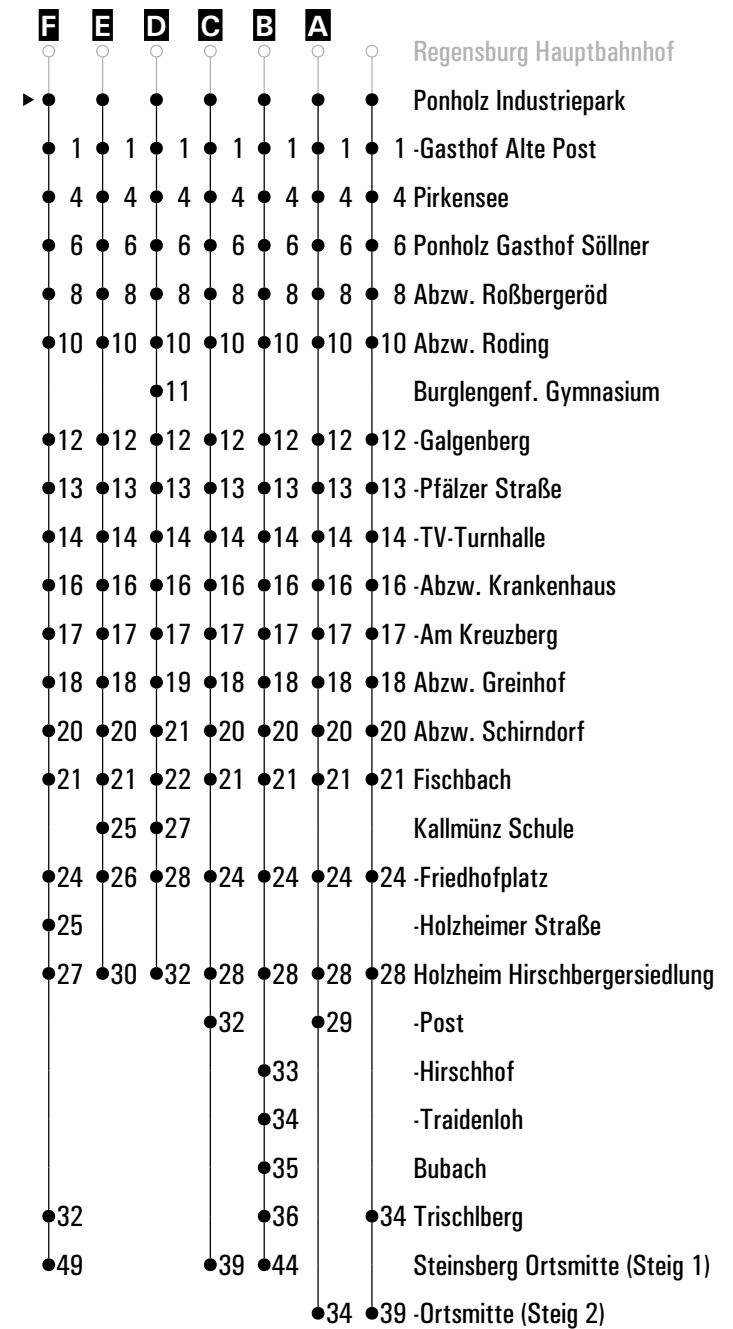 F E D C B A
Regensburg Hauptbahnhof
Ponholz Industriepark
1 1 1 1 1 1 1 -Gasthof Alte Post
4 4 4 4 4 4 4 Pirkensee
6 6 6 6 6 6 6 Ponholz Gasthof Söllner
8 8 8 8 8 8 8 Abzw. Roßbergeröd
10 10 10 10 10 10 10 Abzw. Roding
11 Burglengenf. Gymnasium
12 12 12 12 12 12 12 -Galgenberg
13 13 13 13 13 13 13 -Pfälzer Straße
14 14 14 14 14 14 14 -TV-Turnhalle
16 16 16 16 16 16 16 -Abzw. Krankenhaus
17 17 17 17 17 17 17 -Am Kreuzberg
18 18 19 18 18 18 18 Abzw. Greinhof
20 20 21 20 20 20 20 Abzw. Schirndorf
21 21 22 21 21 21 21 Fischbach
25 27 Kallmünz Schule
24 26 28 24 24 24 24 -Friedhofplatz
25 -Holzheimer Straße
27 30 32 28 28 28 28 Holzheim Hirschbergersiedlung
32 29 -Post
33 -Hirschhof
34 -Traidenloh
35 Bubach
32 36 34 Trischlberg
49 39 44 Steinsberg Ortsmitte (Steig 1)
34 39 -Ortsmitte (Steig 2)